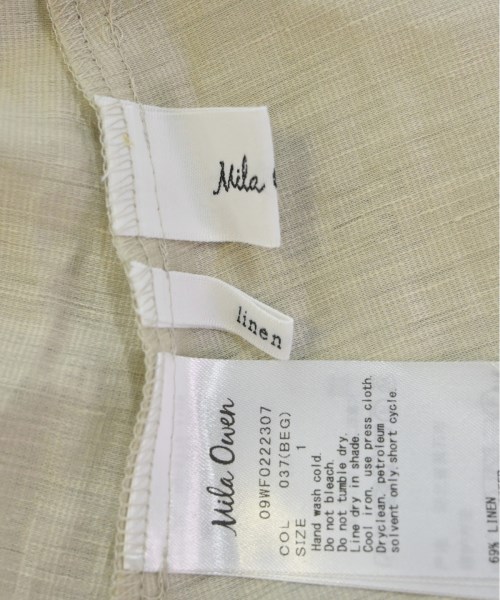 Mila
linen
Mila Owen
09WF0222307
COL 037(BEG)
SIZE 1
Hand wash cold.
Do not bleach.
Do not tumble dry.
Line dry in shade.
Cool iron, use press cloth.
Dryclean, petroleum
solvent only, short cycle.
69% LINEN